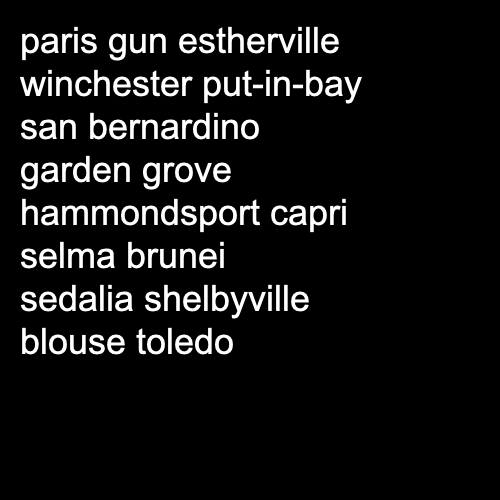 paris gun estherville
winchester put-in-bay
san bernardino
garden grove
hammondsport capri
selma brunei
sedalia shelbyville
blouse toledo